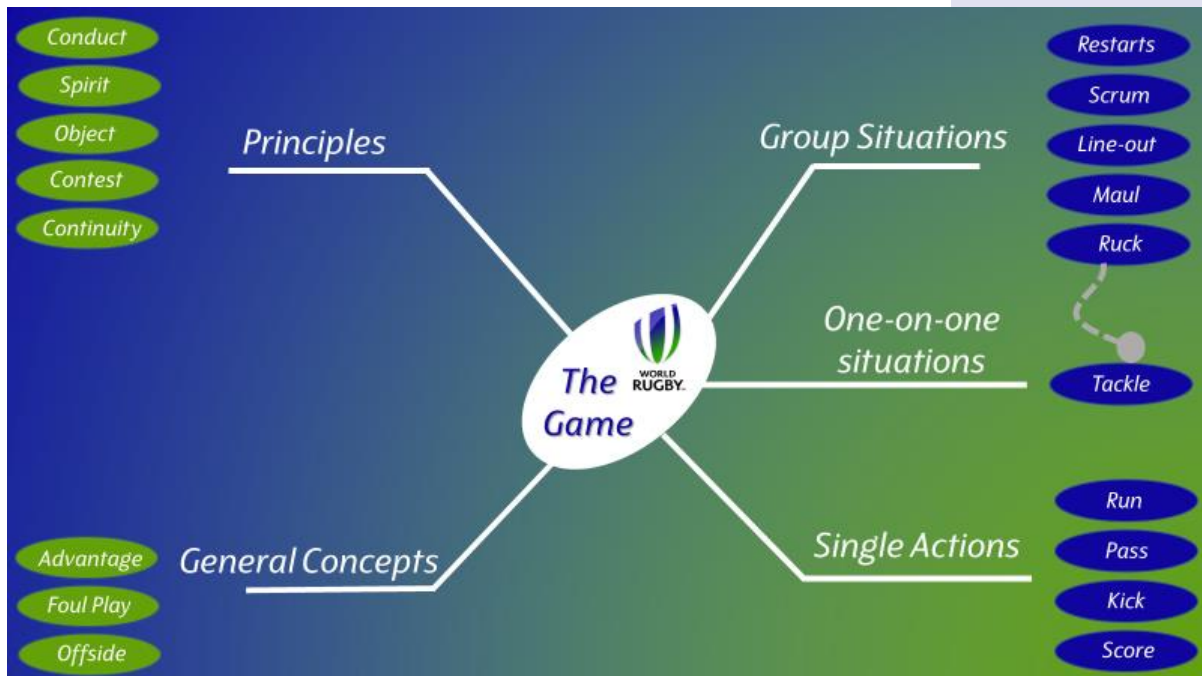 Conduct
Spirit
Object
Contest
Continuity
Principles
Group Situations
Restarts
Scrum
Line-out
Maul
Ruck
One-on-one
situations
Tackle
The
Game
WORLD
RUGBY
General Concepts
Advantage
Foul Play
Offside
Single Actions
Run
Pass
Kick
Score